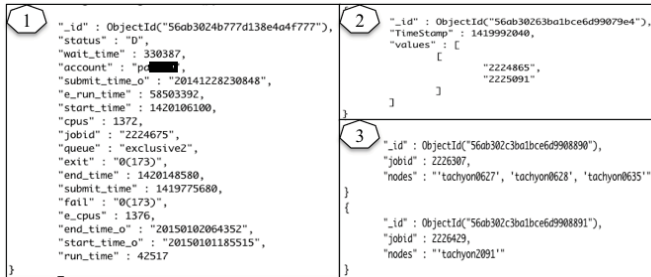 1
"_id" : ObjectId("56ab3024b777d138e4a4f777"),
"status" : "D",
"wait_time" : 330387,
"account" : "pd
",
"submit_time_o" : "20141228230848",
"e_run_time" : 58503392,
"start_time" : 1420106100,
"cpus" : 1372,
"jobid" : "2224675",
"queue" : "exclusive2",
"exit" : "0(173)",
"end_time" : 1420148580,
"submit_time" : 1419775680,
"fail" : "0(173)",
"e_cpus" : 1376,
"end_time_o" : "20150102064352",
"start_time_o" : "20150101185515",
"run_time" : 42517
}
2
{
"_id" : ObjectId("56ab30263ba1bce6d99079e4"),
"TimeStamp" : 1419992040,
"values" : [
[
"2224865",
"2225091"
]
]
}
3
"_id" : ObjectId("56ab302c3ba1bce6d9908890"),
"jobid" : 2226307,
"nodes" : "'tachyon0627', 'tachyon0628', 'tachyon0635'"
}
{
"_id" : ObjectId("56ab302c3ba1bce6d9908891"),
"jobid" : 2226429,
"nodes" : "'tachyon2091'"
}